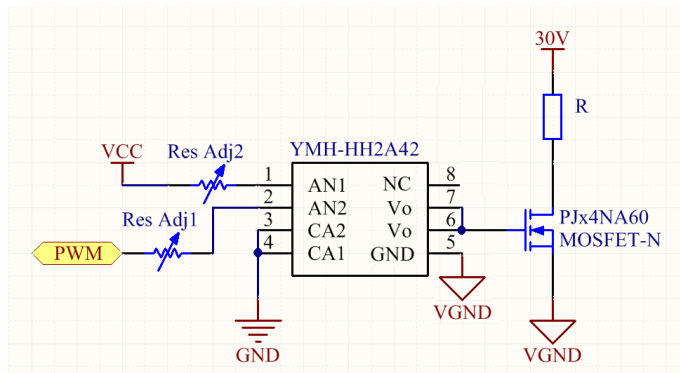 30V
R
VCC
Res Adj2
YMH-HH2A42
1
AN1
NC
8
2
AN2
Vo
7
Res Adj1
3
CA2
Vo
6
PJx4NA60
MOSFET-N
PWM
4
CA1
GND
5
VGND
GND
VGND